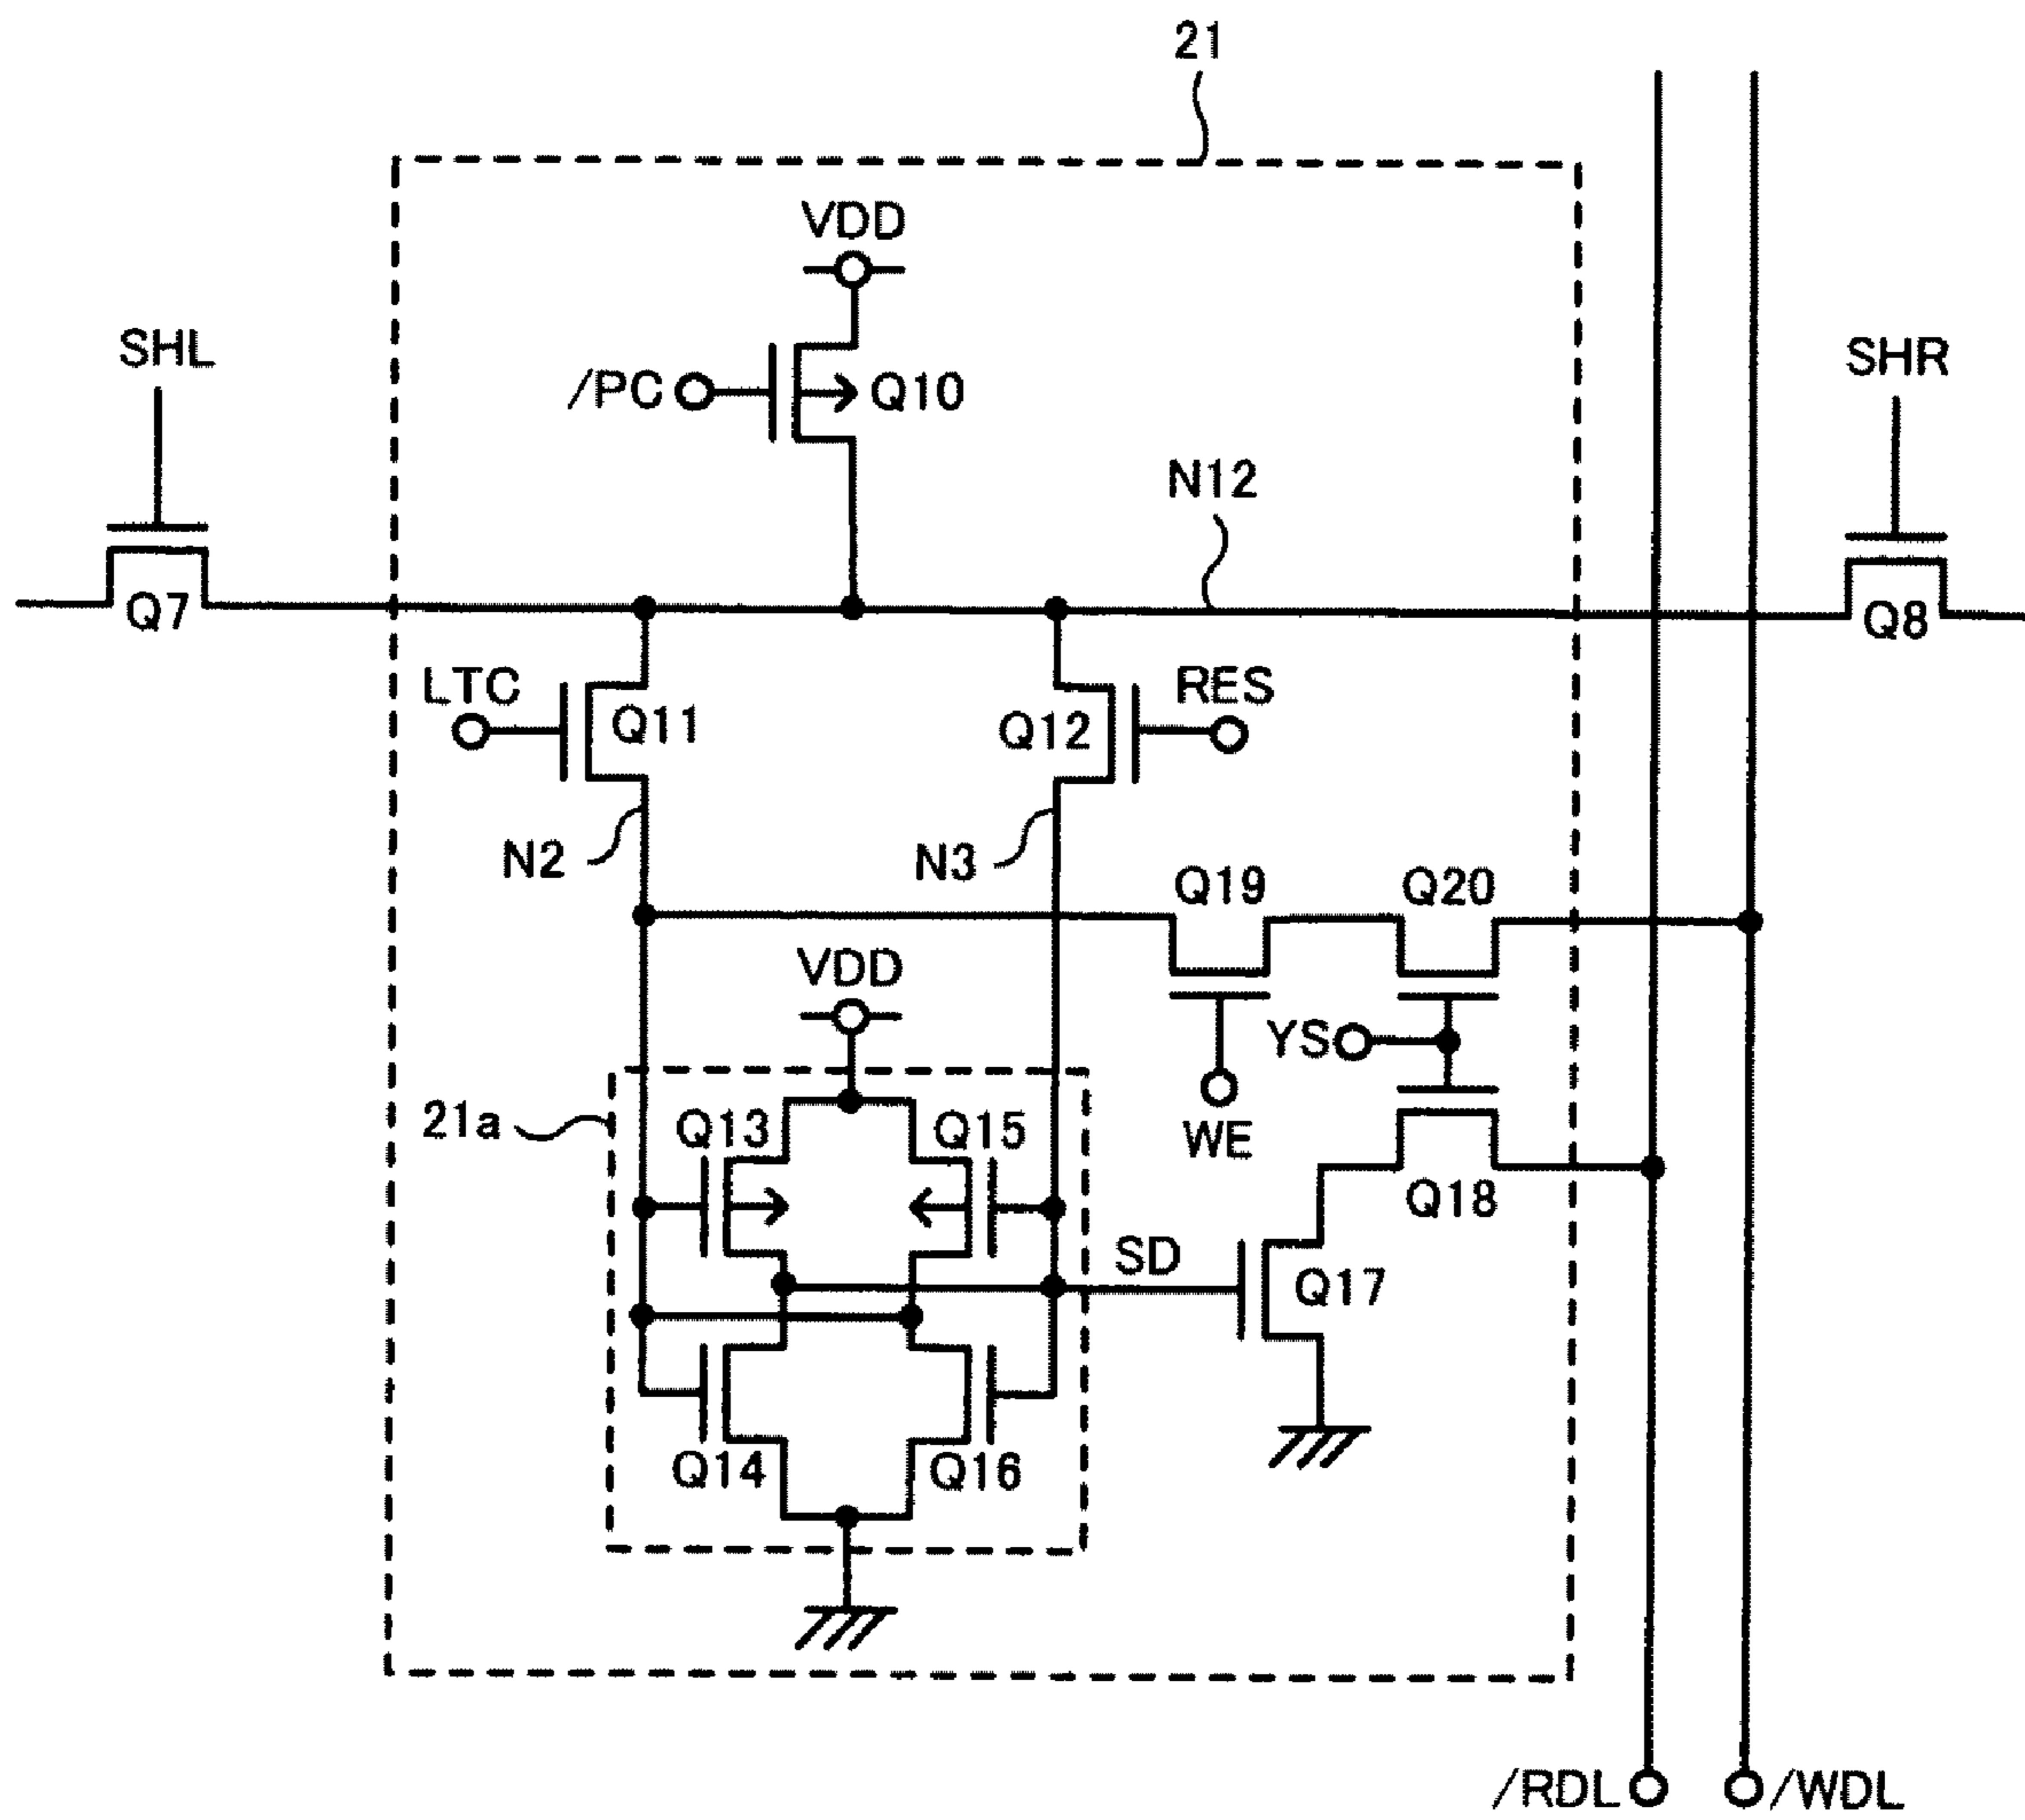 21
VDD
SHL
SHR
/PC
Q10
N12
Q7
Q8
LTC
Q11
Q12
RES
N2
N3
Q19
Q20
VDD
YS
21a
Q13
Q15
WE
Q18
SD
Q17
Q14
Q16
/RDL
/WDL